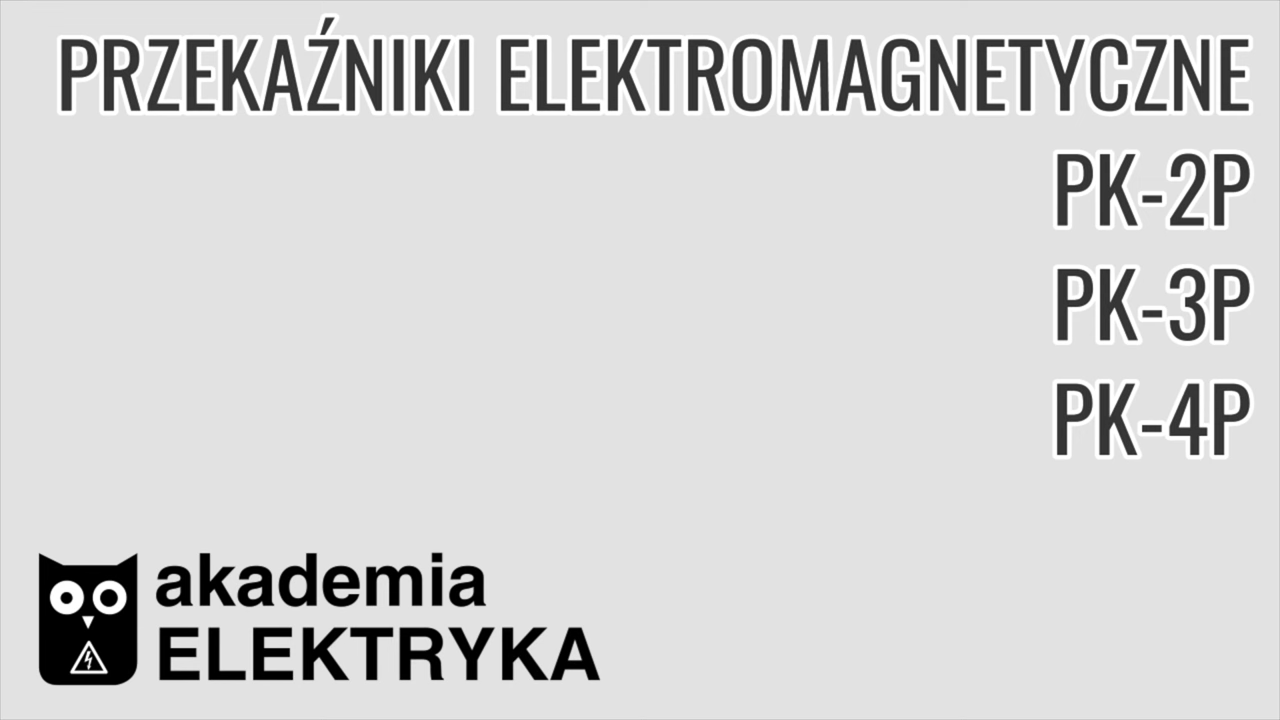 PRZEKAŹNIKI ELEKTROMAGNETYCZNE
PK-2P
PK-3P
PK-4P
akademia
ELEKTRYKA